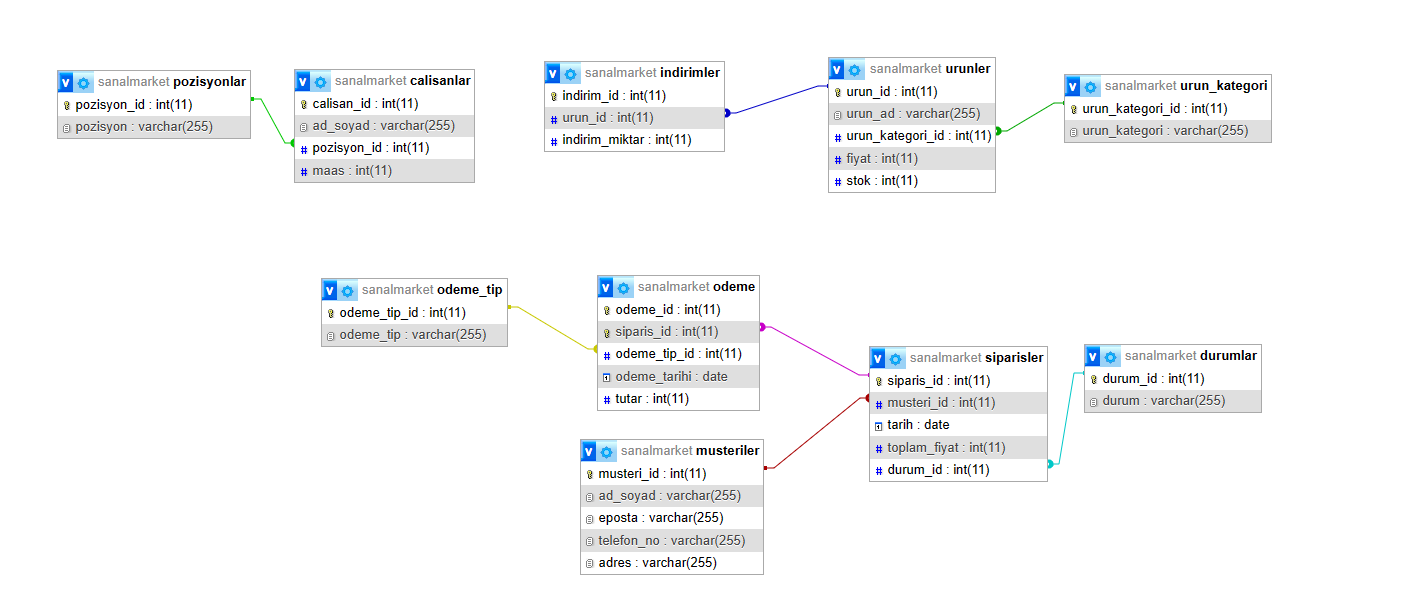 sanalmarket pozisyonlar
pozisyon_id : int(11)
pozisyon : varchar(255)
sanalmarket calisanlar
calisan_id : int(11)
ad_soyad : varchar(255)
pozisyon_id : int(11)
maas : int(11)
sanalmarket indirimler
indirim_id : int(11)
urun_id : int(11)
indirim_miktar : int(11)
sanalmarket urunler
urun_id : int(11)
urun_ad : varchar(255)
urun_kategori_id : int(11)
fiyat : int(11)
stok : int(11)
sanalmarket urun_kategori
urun_kategori_id : int(11)
urun_kategori : varchar(255)
sanalmarket odeme_tip
odeme_tip_id : int(11)
odeme_tip : varchar(255)
sanalmarket odeme
odeme_id : int(11)
siparis_id : int(11)
odeme_tip_id : int(11)
odeme_tarihi : date
tutar : int(11)
sanalmarket musteriler
musteri_id : int(11)
ad_soyad : varchar(255)
eposta : varchar(255)
telefon_no : varchar(255)
adres : varchar(255)
sanalmarket siparisler
siparis_id : int(11)
musteri_id : int(11)
tarih : date
toplam_fiyat : int(11)
durum_id : int(11)
sanalmarket durumlar
durum_id : int(11)
durum : varchar(255)